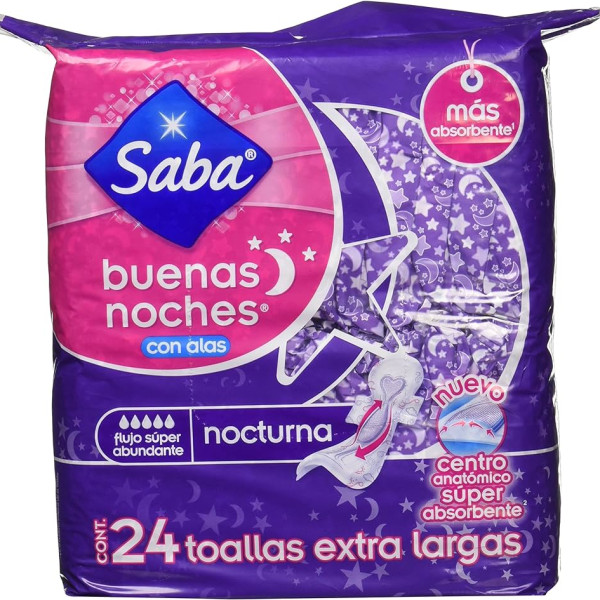 Saba®
buenas
noches®
con alas
más
absorbente¹
flujo súper
abundante
nocturna
nuevo
centro
anatómico
súper
absorbente²
CONT. 24 toallas extra largas